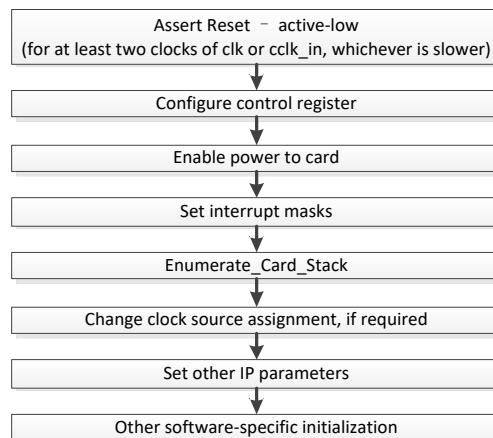 Assert Reset – active-low
(for at least two clocks of clk or cclk_in, whichever is slower)
Configure control register
Enable power to card
Set interrupt masks
Enumerate_Card_Stack
Change clock source assignment, if required
Set other IP parameters
Other software-specific initialization